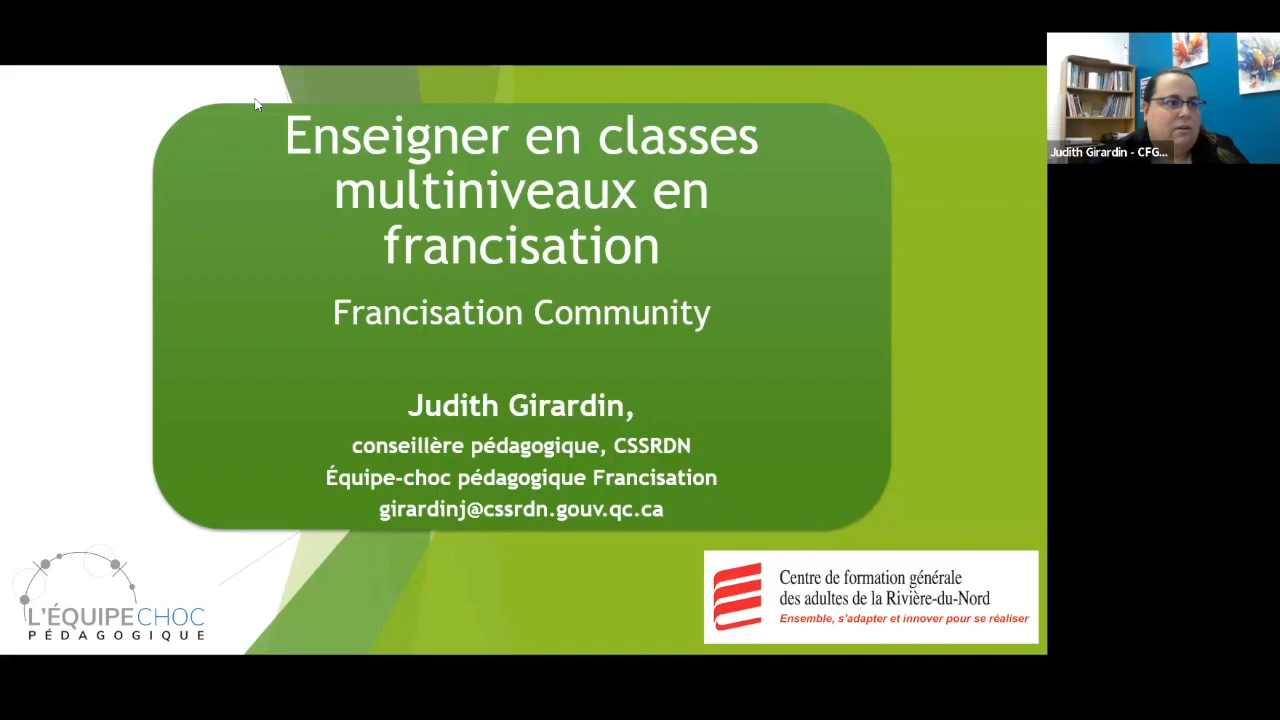 Enseigner en classes
multiniveaux en
francisation
Francisation Community
Judith Girardin,
conseillère pédagogique, CSSRDN
Équipe-choc pédagogique Francisation
girardinj@cssrdn.gouv.qc.ca
L'ÉQUIPECHOC
PÉDAGOGIQUE
Centre de formation générale
des adultes de la Rivière-du-Nord
Ensemble, s'adapter et innover pour se réaliser
Judith Girardin - CFG...